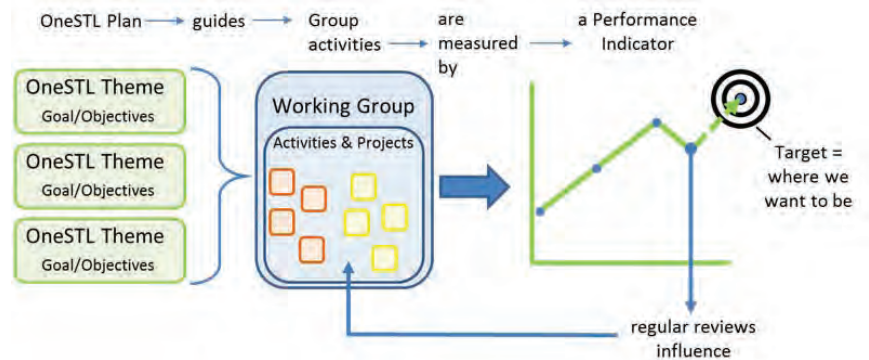 OneSTL Plan
guides
Group
activities
are
measured
by
a Performance
Indicator
OneSTL Theme
Goal/Objectives
OneSTL Theme
Goal/Objectives
OneSTL Theme
Goal/Objectives
Working Group
Activities & Projects
Target =
where we
want to be
regular reviews
influence